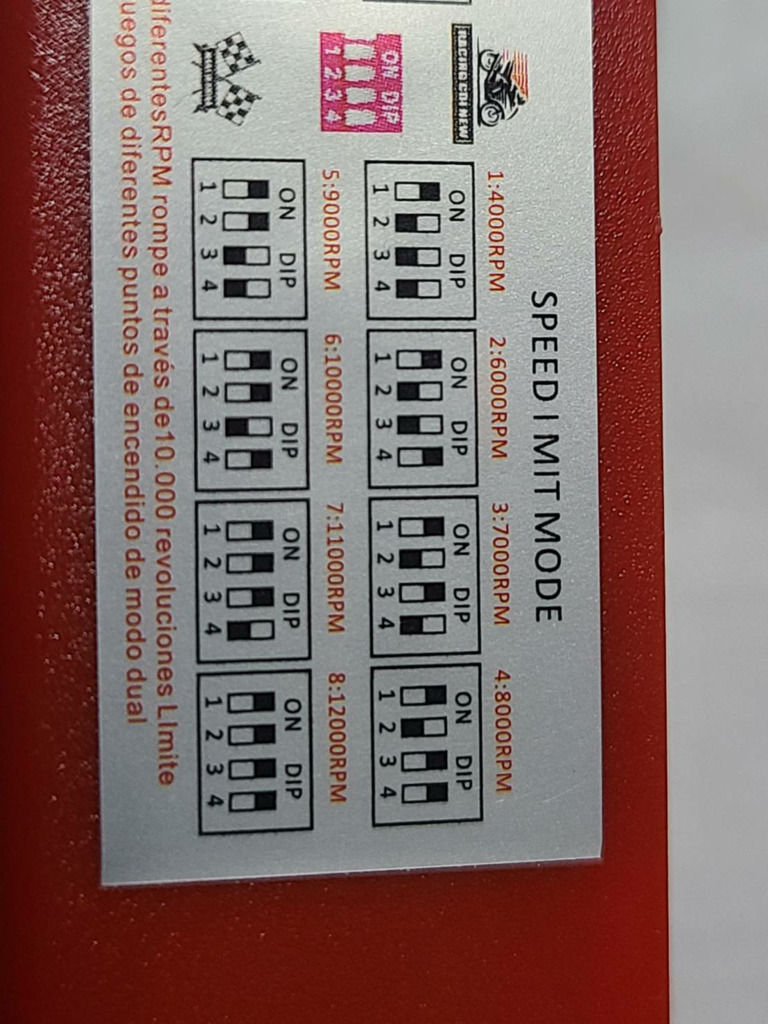 SPEED I MIT MODE
RACING CDI NEW
1:4000RPM 2:6000RPM 3:7000RPM 4:8000RPM
ON DIP ON DIP ON DIP ON DIP
1 2 3 4 1 2 3 4 1 2 3 4 1 2 3 4
ON DIP
1 2 3 4
5:9000RPM 6:10000RPM 7:11000RPM 8:12000RPM
ON DIP ON DIP ON DIP ON DIP
1 2 3 4 1 2 3 4 1 2 3 4 1 2 3 4
diferentesRPM rompe a través de10.000 revoluciones LImite
uegos de diferentes puntos de encendido de modo dual